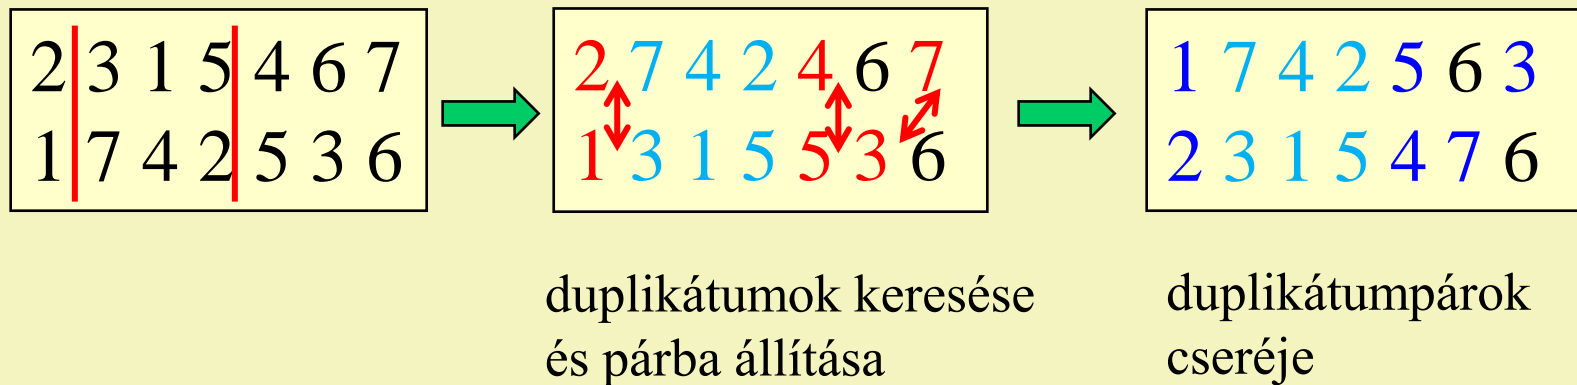 2 3 1 5 4 6 7
1 7 4 2 5 3 6
2 7 4 2 4 6 7
1 3 1 5 5 3 6
1 7 4 2 5 6 3
2 3 1 5 4 7 6
duplikátumok keresése
és párba állítása
duplikátumpárok
cseréje